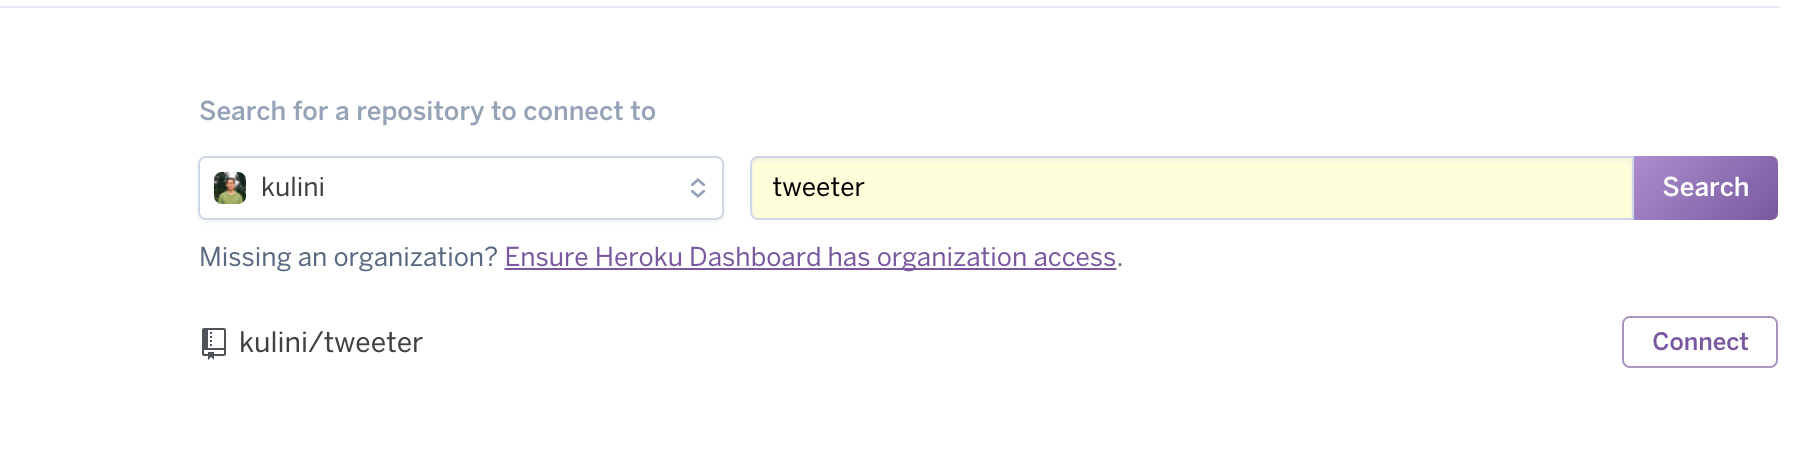 Search for a repository to connect to
kulini
tweeter
Search
Missing an organization? Ensure Heroku Dashboard has organization access.
kulini/tweeter
Connect